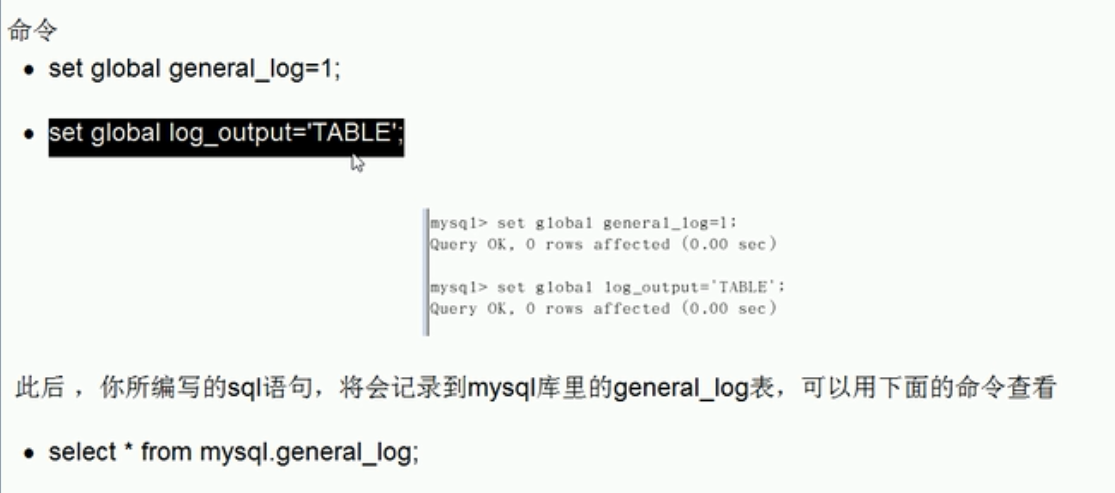 命令
• set global general_log=1;
• set global log_output='TABLE';
mysql> set global general_log=1;
Query OK, 0 rows affected (0.00 sec)
mysql> set global log_output='TABLE';
Query OK, 0 rows affected (0.00 sec)
此后 ，你所编写的sql语句，将会记录到mysql库里的general_log表，可以用下面的命令查看
• select * from mysql.general_log;